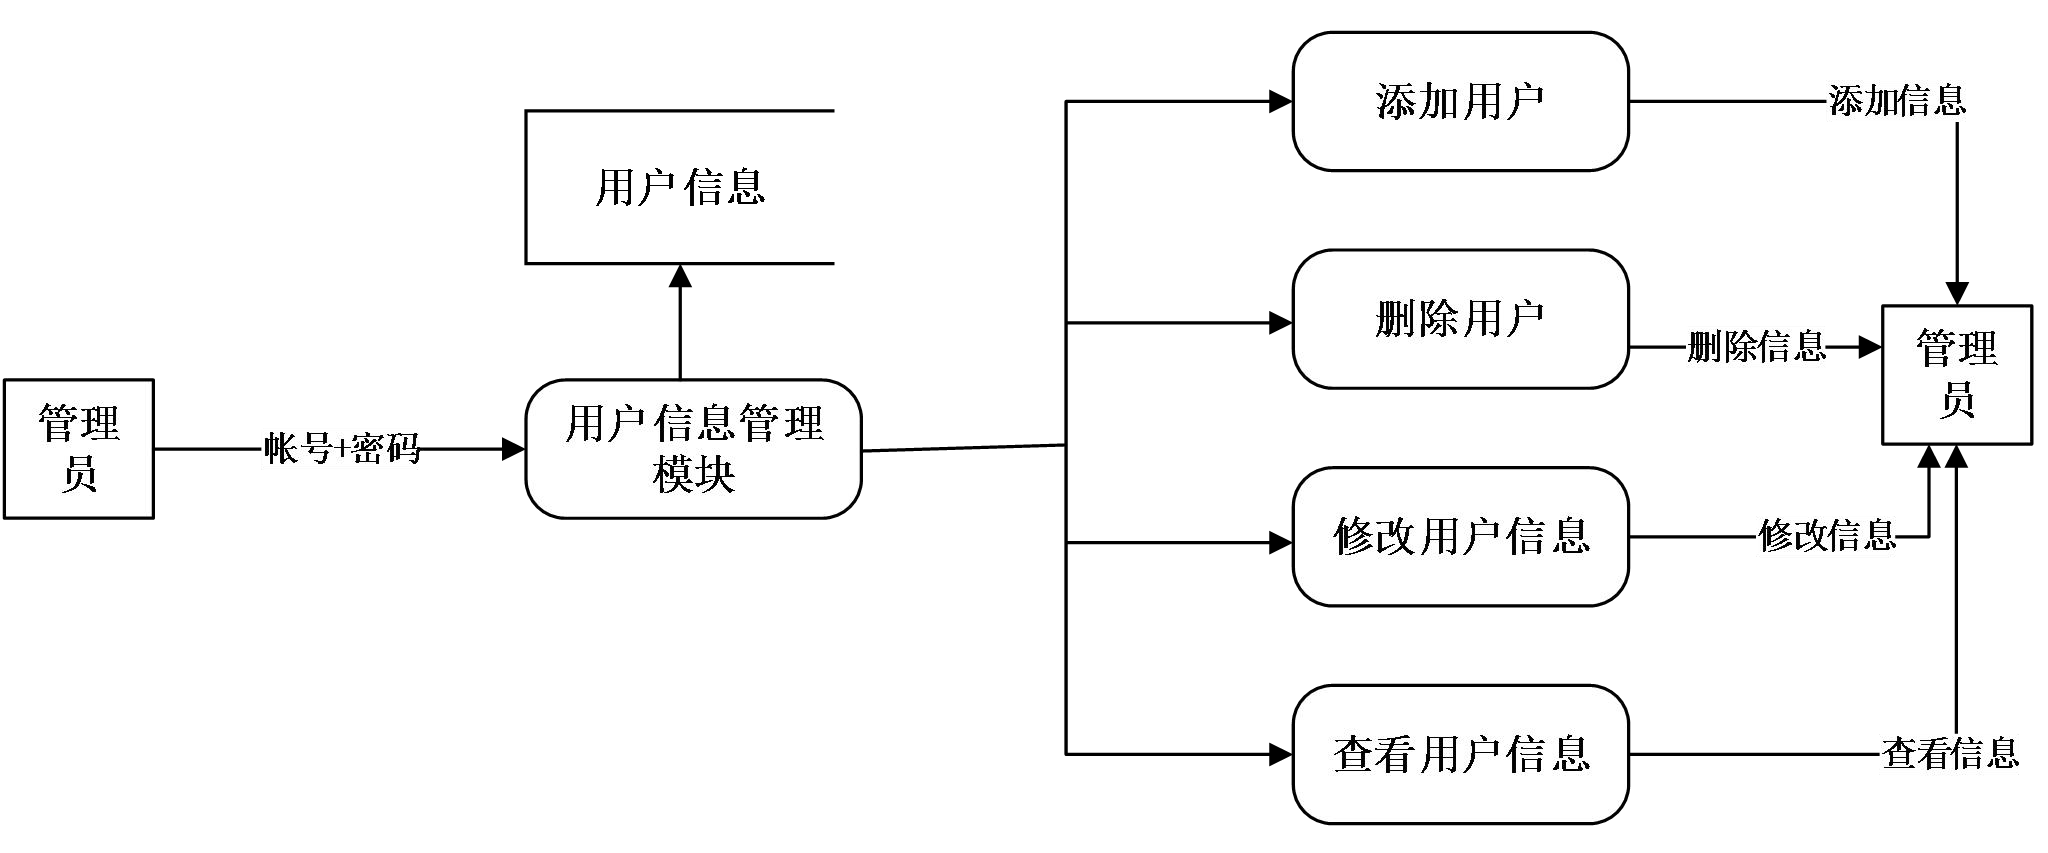 管理
员
帐号+密码
用户信息
用户信息管理
模块
添加用户
删除用户
修改用户信息
查看用户信息
添加信息
删除信息
修改信息
查看信息
管理
员